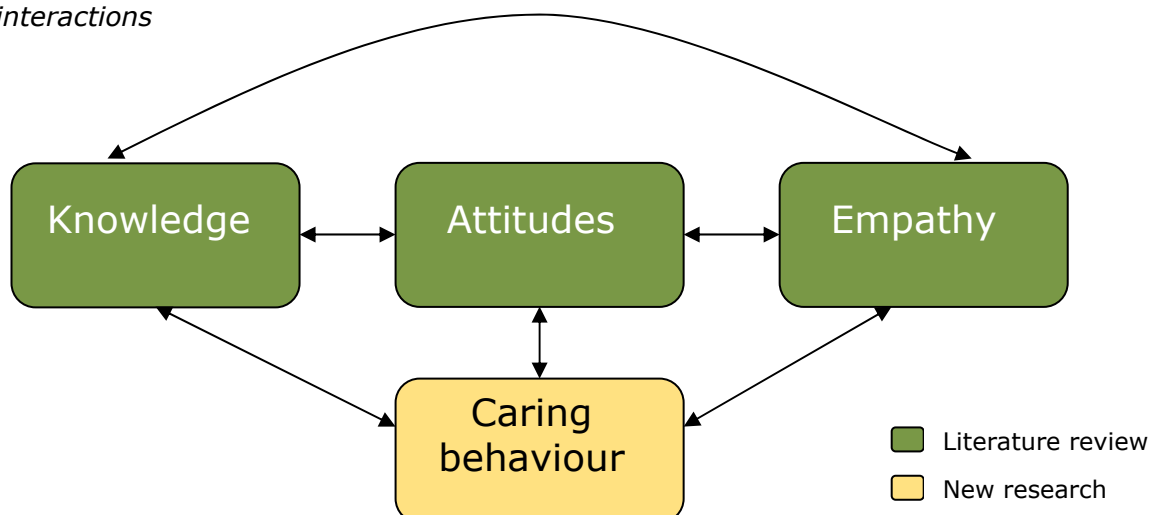 interactions
Knowledge
Attitudes
Empathy
Caring
behaviour
Literature review
New research